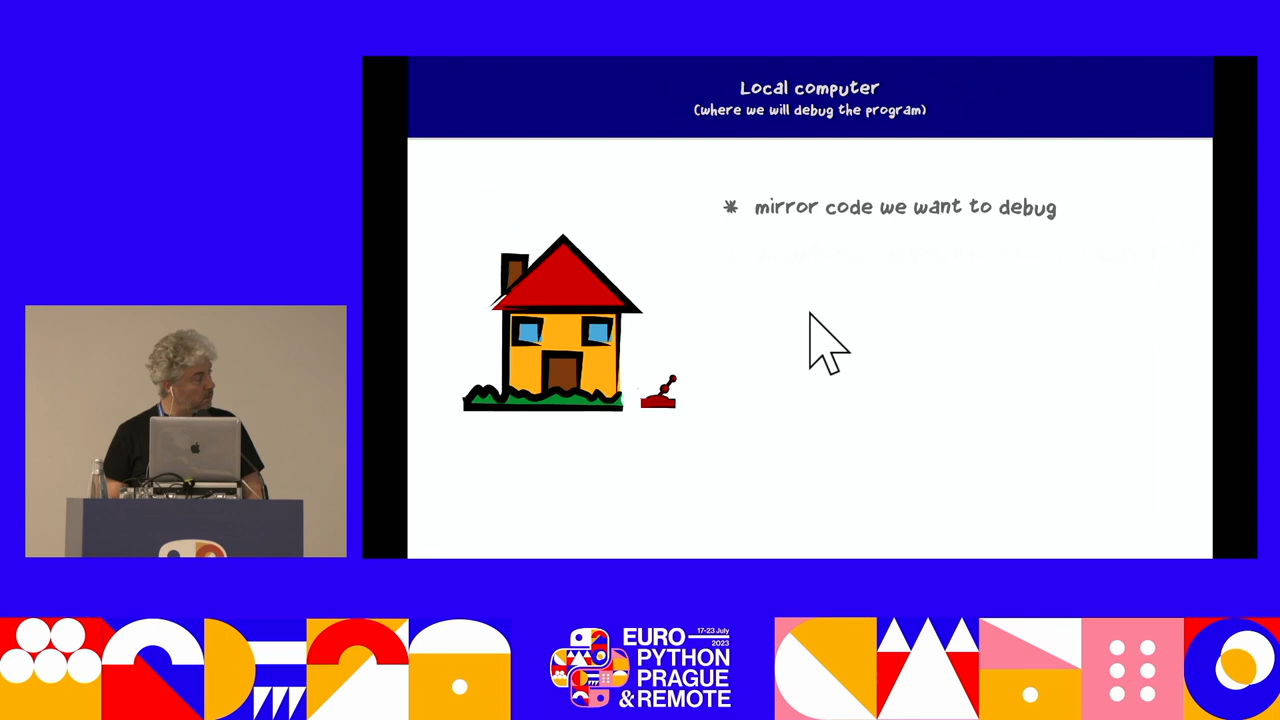 Local computer
(where we will debug the program)
* mirror code we want to debug
17-23 July
2023
EURO
PYTHON
PRAGUE
& REMOTE